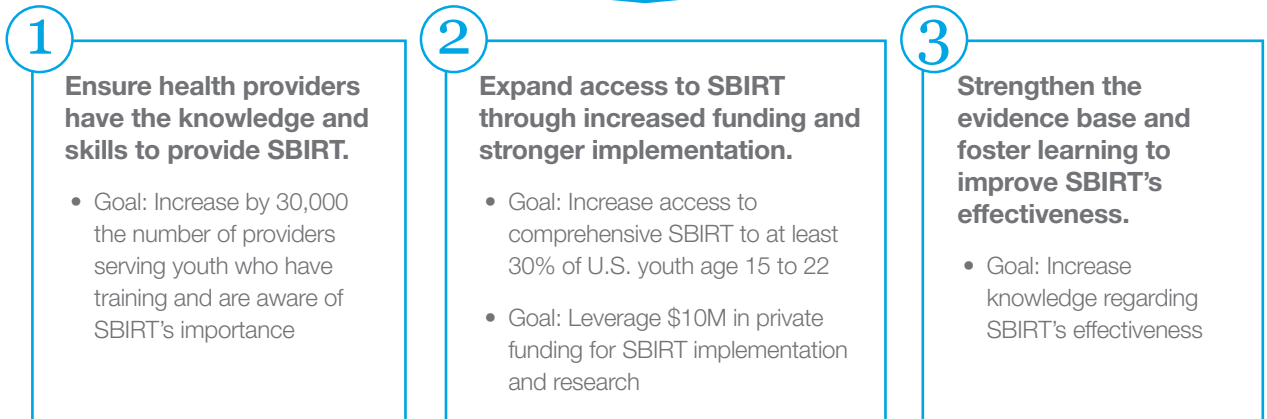 1
Ensure health providers
have the knowledge and
skills to provide SBIRT.
• Goal: Increase by 30,000
the number of providers
serving youth who have
training and are aware of
SBIRT's importance
2
Expand access to SBIRT
through increased funding and
stronger implementation.
• Goal: Increase access to
comprehensive SBIRT to at least
30% of U.S. youth age 15 to 22
• Goal: Leverage $10M in private
funding for SBIRT implementation
and research
3
Strengthen the
evidence base and
foster learning to
improve SBIRT's
effectiveness.
• Goal: Increase
knowledge regarding
SBIRT's effectiveness